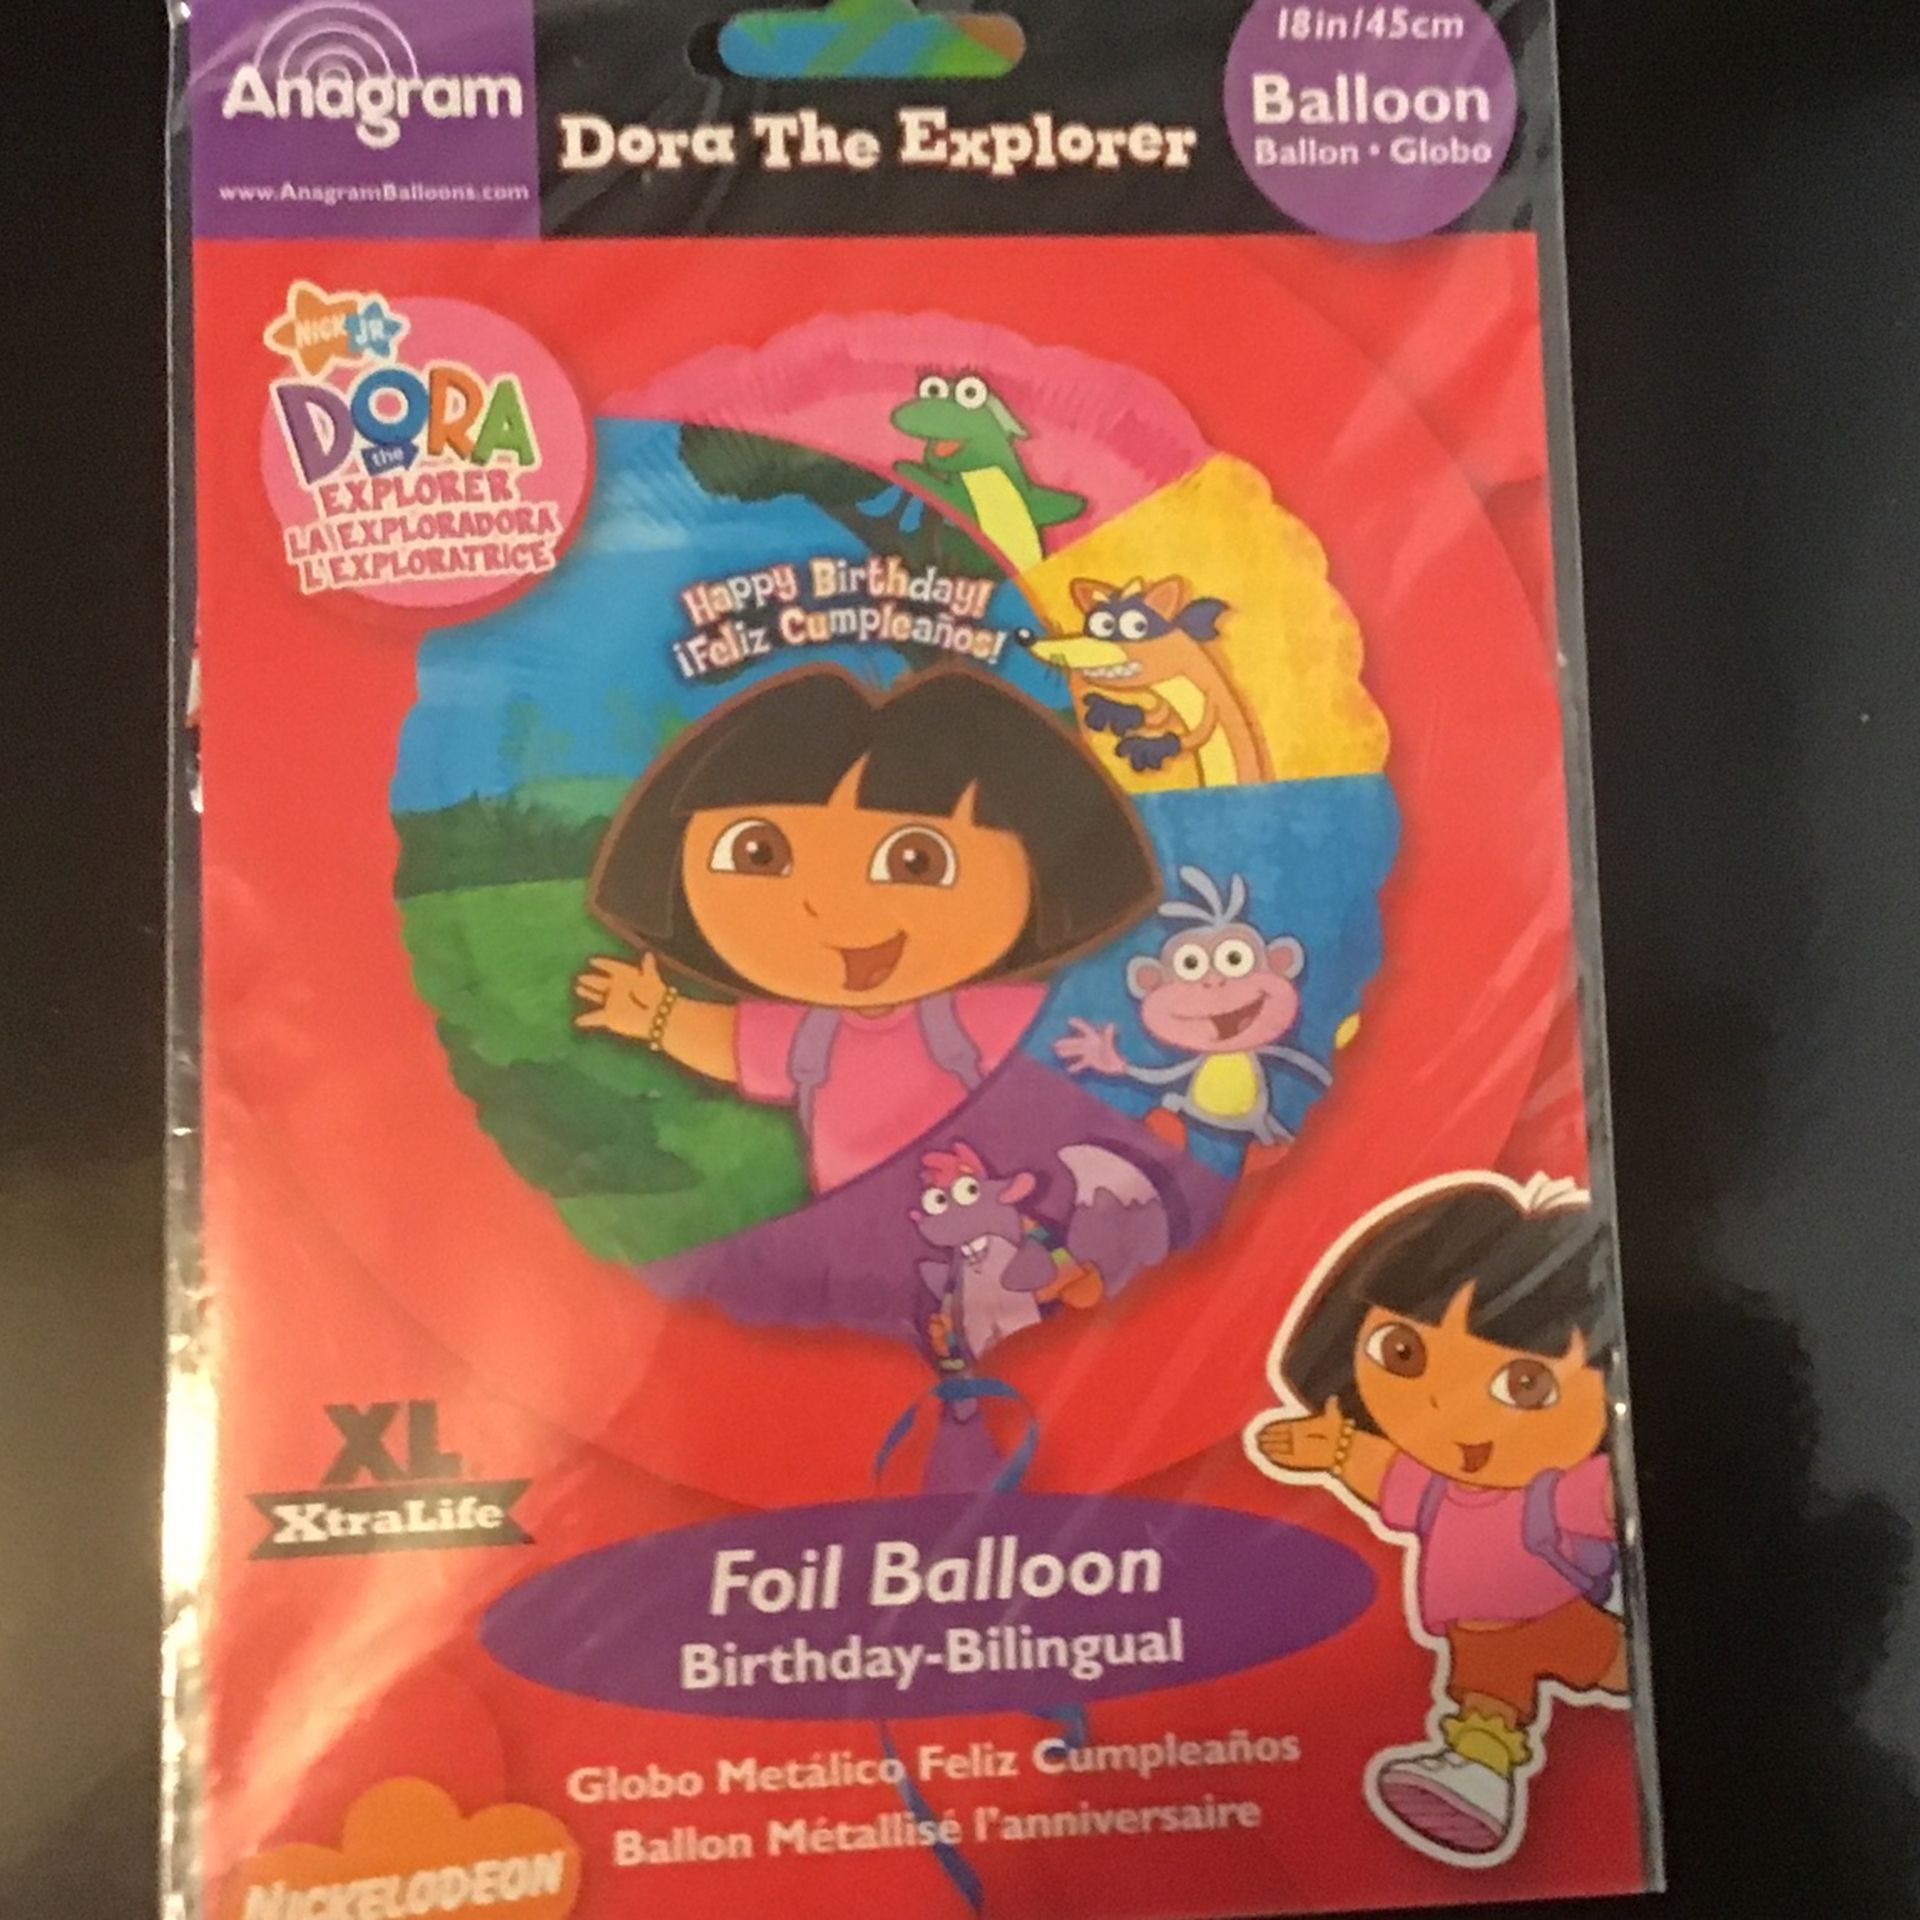 Anagram
www.AnagramBalloons.com
Dora The Explorer
18in/45cm
Balloon
Ballon • Globo
NICK JR
DORA
the
EXPLORER
LA EXPLORADORA
L'EXPLORATRICE
Happy Birthday!
¡Feliz Cumpleaños!
XL
XtraLife
Foil Balloon
Birthday-Bilingual
Globo Metálico Feliz Cumpleaños
Ballon Métallisé l'anniversaire
NICKELODEON